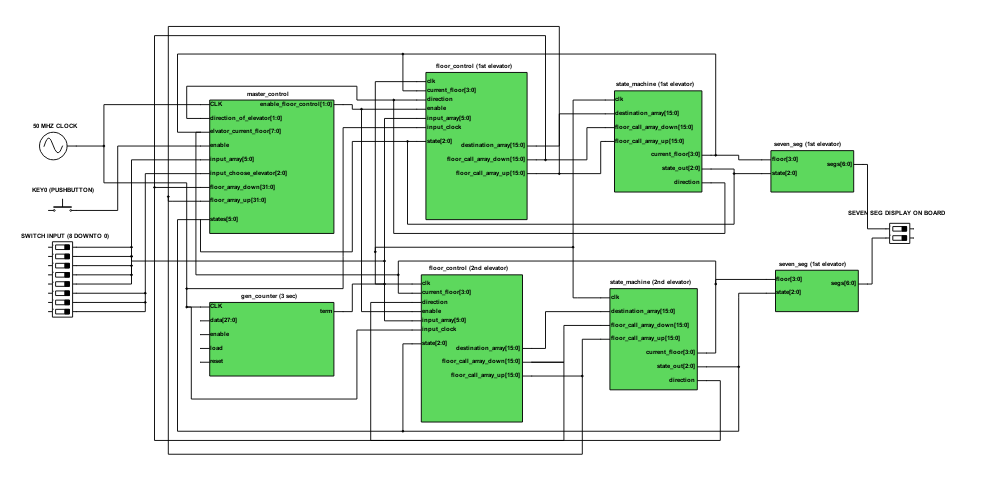 50 MHZ CLOCK
KEY0 (PUSHBUTTON)
SWITCH INPUT (8 DOWNTO 0)
master_control
CLK
enable_floor_control[1:0]
direction_of_elevator[1:0]
elvator_current_floor[7:0]
enable
input_array[5:0]
input_choose_elevator[2:0]
floor_array_down[31:0]
floor_array_up[31:0]
states[5:0]
gen_counter (3 sec)
CLK
term
data[27:0]
enable
load
reset
floor_control (1st elevator)
clk
current_floor[3:0]
direction
enable
input_array[5:0]
input_clock
state[2:0]
destination_array[15:0]
floor_call_array_down[15:0]
floor_call_array_up[15:0]
floor_control (2nd elevator)
clk
current_floor[3:0]
direction
enable
input_array[5:0]
input_clock
state[2:0]
destination_array[15:0]
floor_call_array_down[15:0]
floor_call_array_up[15:0]
state_machine (1st elevator)
clk
destination_array[15:0]
floor_call_array_down[15:0]
floor_call_array_up[15:0]
current_floor[3:0]
state_out[2:0]
direction
state_machine (2nd elevator)
clk
destination_array[15:0]
floor_call_array_down[15:0]
floor_call_array_up[15:0]
current_floor[3:0]
state_out[2:0]
direction
seven_seg (1st elevator)
floor[3:0]
segs[6:0]
state[2:0]
SEVEN SEG DISPLAY ON BOARD
seven_seg (1st elevator)
floor[3:0]
segs[6:0]
state[2:0]